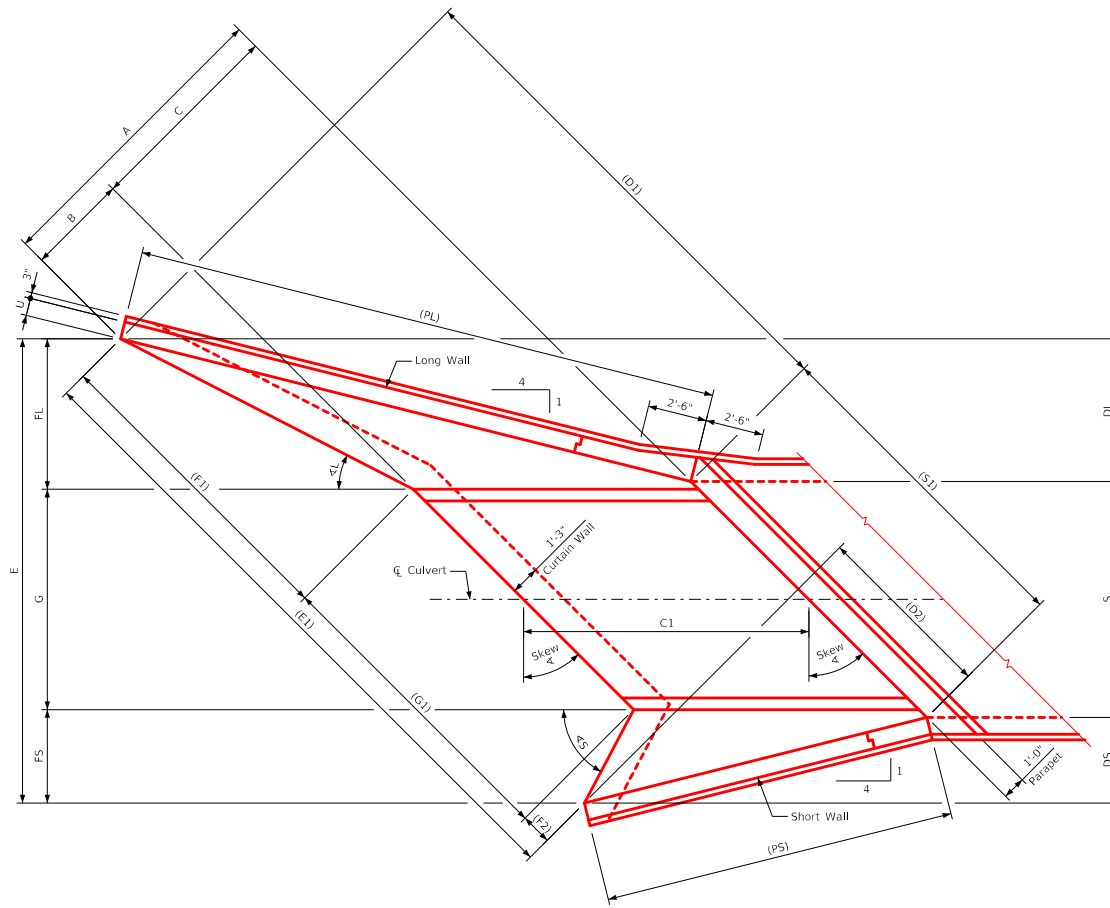 A
C
B
(D1)
3"
U
(PL)
Long Wall
4
1
2'-6"
2'-6"
FL
∢L
(F1)
(S1)
1'-3"
Curtain Wall
℄ Culvert
E
G
(E1)
C1
Skew
∢
Skew
∢
(D2)
S
(G1)
∢S
FS
(F2)
1'-0"
Parapet
1
4
Short Wall
(PS)
DS